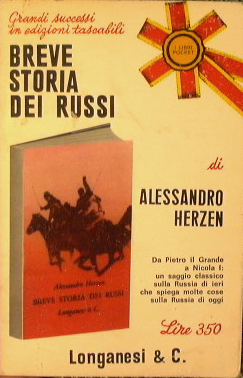 Grandi successi
in edizioni tascabili
BREVE
STORIA
DEI RUSSI
I LIBRI
POCKET
di
ALESSANDRO
HERZEN
Da Pietro il Grande
a Nicola I:
un saggio classico
sulla Russia di ieri
che spiega molte cose
sulla Russia di oggi
Alessandro Herzen
BREVE STORIA DEI RUSSI
Longanesi & C.
Lire 350
Longanesi & C.